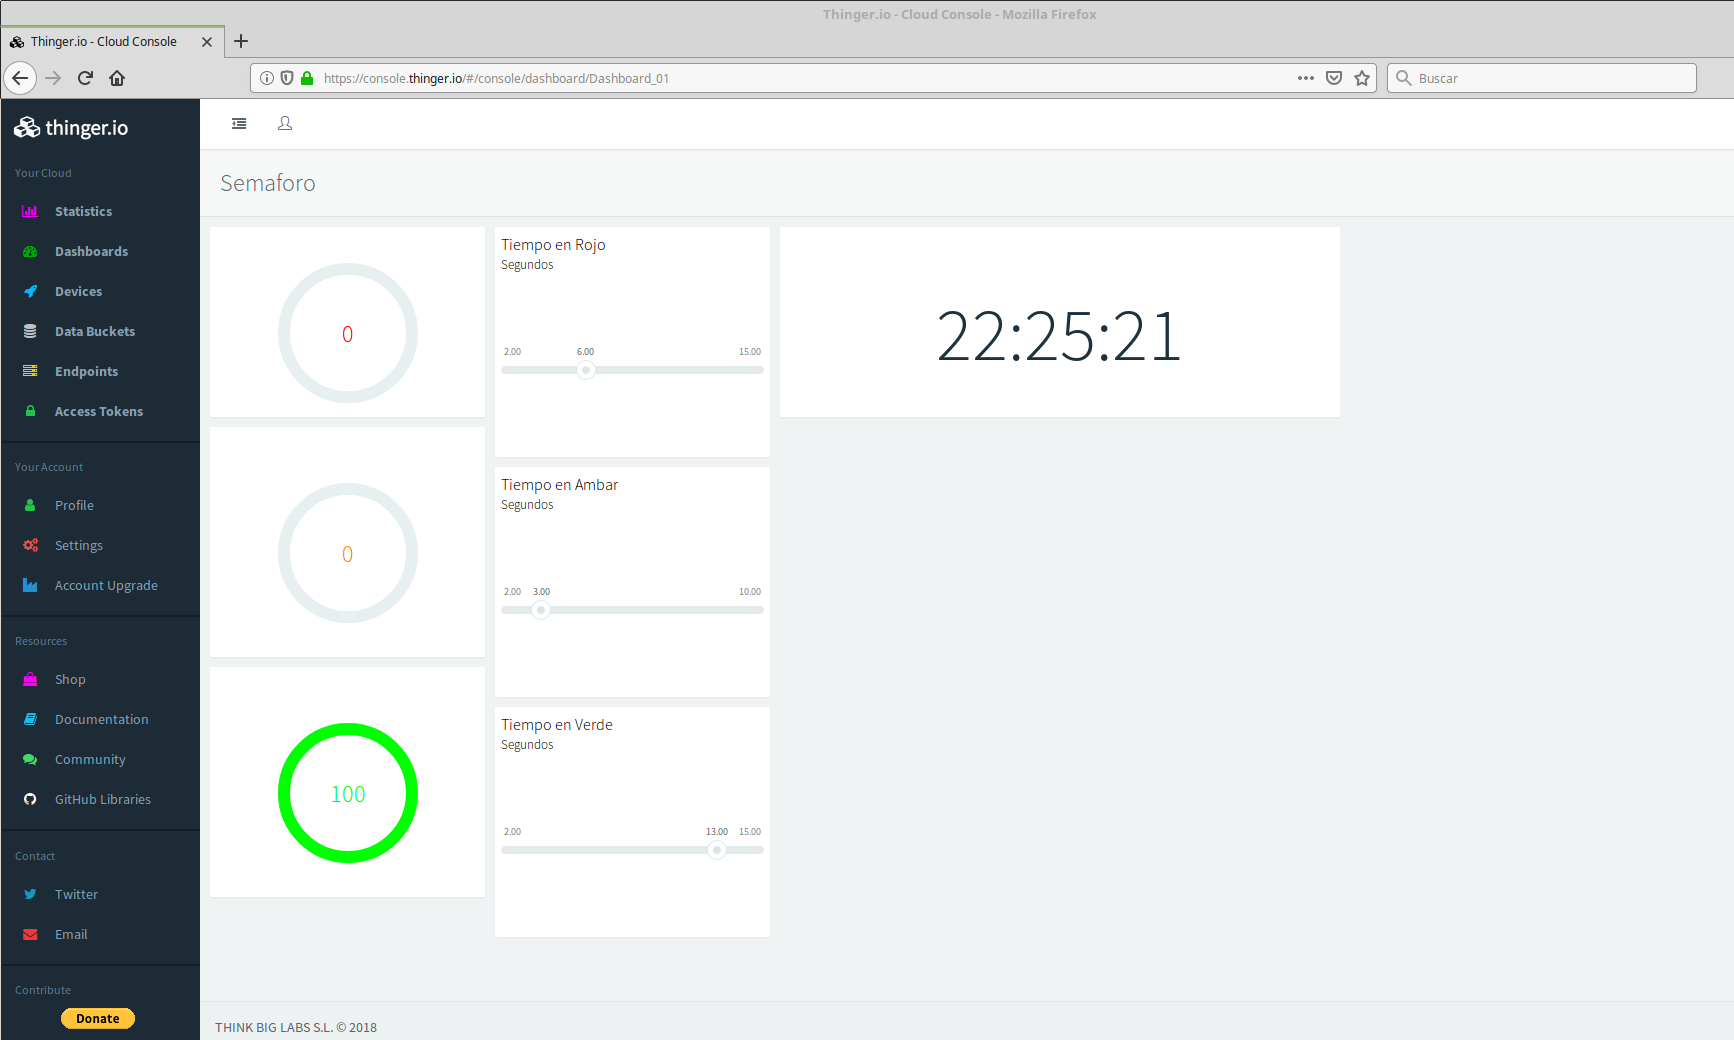 Thinger.io - Cloud Console - Mozilla Firefox
Thinger.io - Cloud Console
https://console.thinger.io/#/console/dashboard/Dashboard_01
Buscar
thinger.io
Your Cloud
Statistics
Dashboards
Devices
Data Buckets
Endpoints
Access Tokens
Your Account
Profile
Settings
Account Upgrade
Resources
Shop
Documentation
Community
GitHub Libraries
Contact
Twitter
Email
Contribute
Donate
Semaforo
0
0
100
Tiempo en Rojo
Segundos
2.00 6.00 15.00
Tiempo en Ambar
Segundos
2.00 3.00 10.00
Tiempo en Verde
Segundos
2.00 13.00 15.00
22:25:21
THINK BIG LABS S.L. © 2018